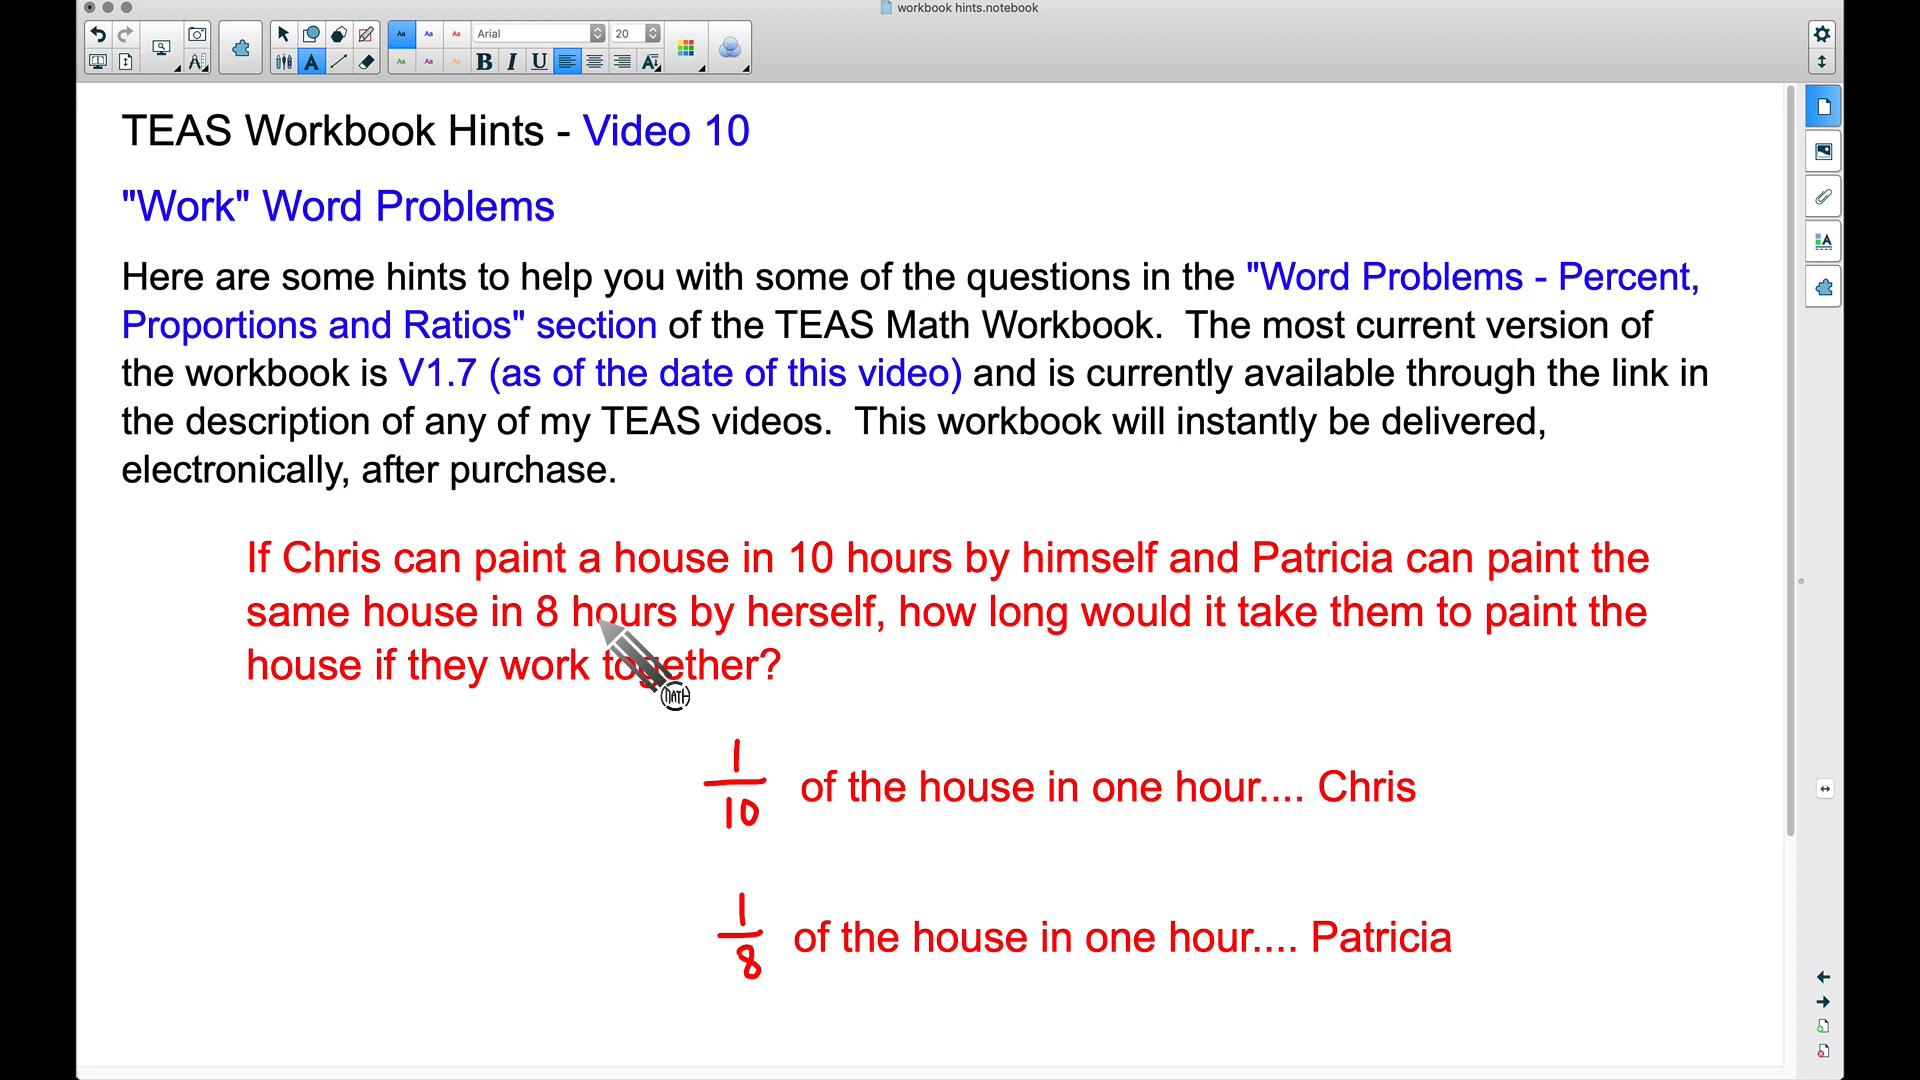 workbook hints.notebook
Aa Aa Aa Arial 20
Aa Aa Aa B I U
TEAS Workbook Hints - Video 10
"Work" Word Problems
Here are some hints to help you with some of the questions in the "Word Problems - Percent,
Proportions and Ratios" section of the TEAS Math Workbook.  The most current version of
the workbook is V1.7 (as of the date of this video) and is currently available through the link in
the description of any of my TEAS videos.  This workbook will instantly be delivered,
electronically, after purchase.
If Chris can paint a house in 10 hours by himself and Patricia can paint the
same house in 8 hours by herself, how long would it take them to paint the
house if they work together?
MATH
1/10 of the house in one hour.... Chris
1/8 of the house in one hour.... Patricia